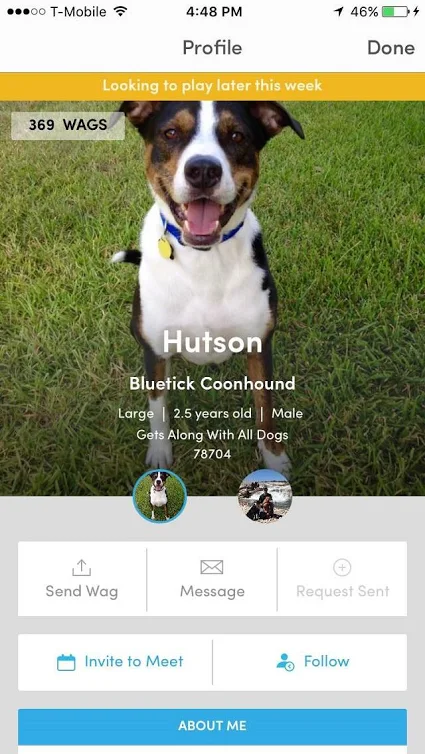 T-Mobile 4:48 PM 46%
Profile Done
Looking to play later this week
369 WAGS
Hutson
Bluetick Coonhound
Large | 2.5 years old | Male
Gets Along With All Dogs
78704
Send Wag Message Request Sent
Invite to Meet Follow
ABOUT ME